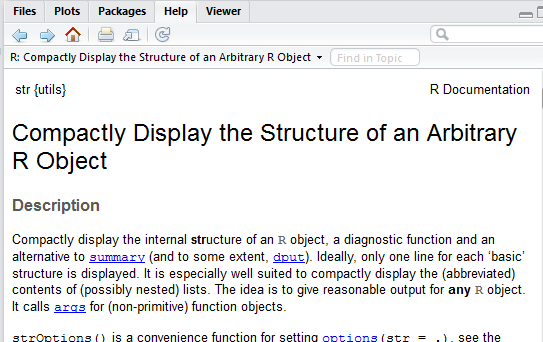 Files Plots Packages Help Viewer
R: Compactly Display the Structure of an Arbitrary R Object Find in Topic
str {utils} R Documentation
Compactly Display the Structure of an Arbitrary
R Object
Description
Compactly display the internal structure of an R object, a diagnostic function and an
alternative to summary (and to some extent, dput). Ideally, only one line for each ‘basic’
structure is displayed. It is especially well suited to compactly display the (abbreviated)
contents of (possibly nested) lists. The idea is to give reasonable output for any R object.
It calls args for (non-primitive) function objects.
strOptions() is a convenience function for setting options(str = .), see the